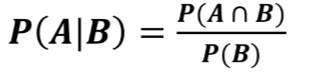 P(A|B) = P(A ∩ B) / P(B)